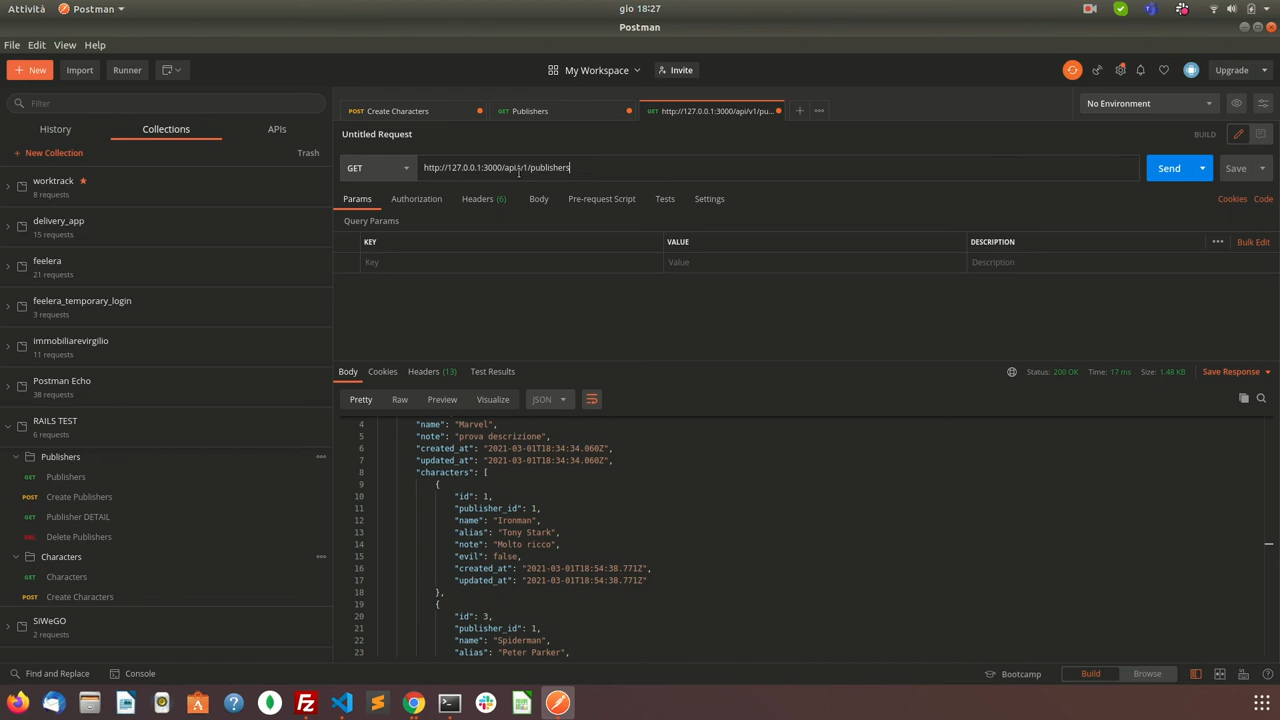 Attività
Postman
gio 18:27
Postman
File Edit View Help
New
Import
Runner
My Workspace
Invite
Upgrade
Filter
History
Collections
APIs
New Collection
Trash
worktrack ★
8 requests
delivery_app
15 requests
feelera
21 requests
feelera_temporary_login
3 requests
immobiliarevirgilio
11 requests
Postman Echo
38 requests
RAILS TEST
6 requests
Publishers
GET Publishers
POST Create Publishers
GET Publisher DETAIL
DEL Delete Publishers
Characters
GET Characters
POST Create Characters
SiWeGO
2 requests
POST Create Characters
GET Publishers
GET http://127.0.0.1:3000/api/v1/pu...
No Environment
Untitled Request
BUILD
GET
http://127.0.0.1:3000/api/v1/publishers
Send
Save
Params
Authorization
Headers (6)
Body
Pre-request Script
Tests
Settings
Cookies
Code
Query Params
KEY
VALUE
DESCRIPTION
Bulk Edit
Key
Value
Description
Body
Cookies
Headers (13)
Test Results
Status: 200 OK
Time: 17 ms
Size: 1.48 KB
Save Response
Pretty
Raw
Preview
Visualize
JSON
4 "name": "Marvel",
5 "note": "prova descrizione",
6 "created_at": "2021-03-01T18:34:34.060Z",
7 "updated_at": "2021-03-01T18:34:34.060Z",
8 "characters": [
9 {
10 "id": 1,
11 "publisher_id": 1,
12 "name": "Ironman",
13 "alias": "Tony Stark",
14 "note": "Molto ricco",
15 "evil": false,
16 "created_at": "2021-03-01T18:54:38.771Z",
17 "updated_at": "2021-03-01T18:54:38.771Z"
18 },
19 {
20 "id": 3,
21 "publisher_id": 1,
22 "name": "Spiderman",
23 "alias": "Peter Parker",
Find and Replace
Console
Bootcamp
Build
Browse